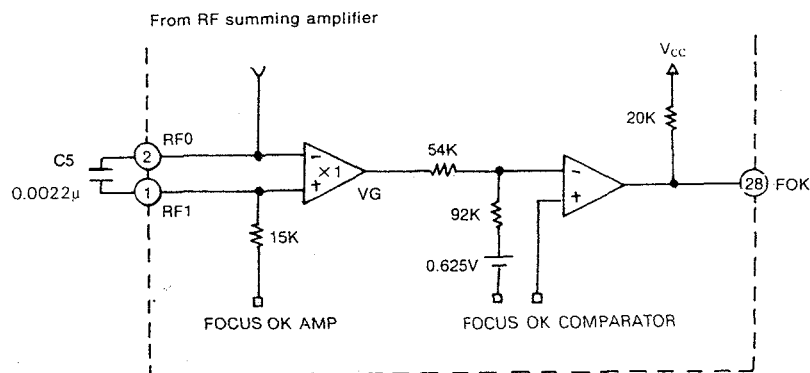 From RF summing amplifier
Vcc
20K
2 RF0
C5
0.0022μ
1 RF1
−
×1
+
VG
54K
−
+
28 FOK
15K
92K
0.625V
FOCUS OK AMP
FOCUS OK COMPARATOR